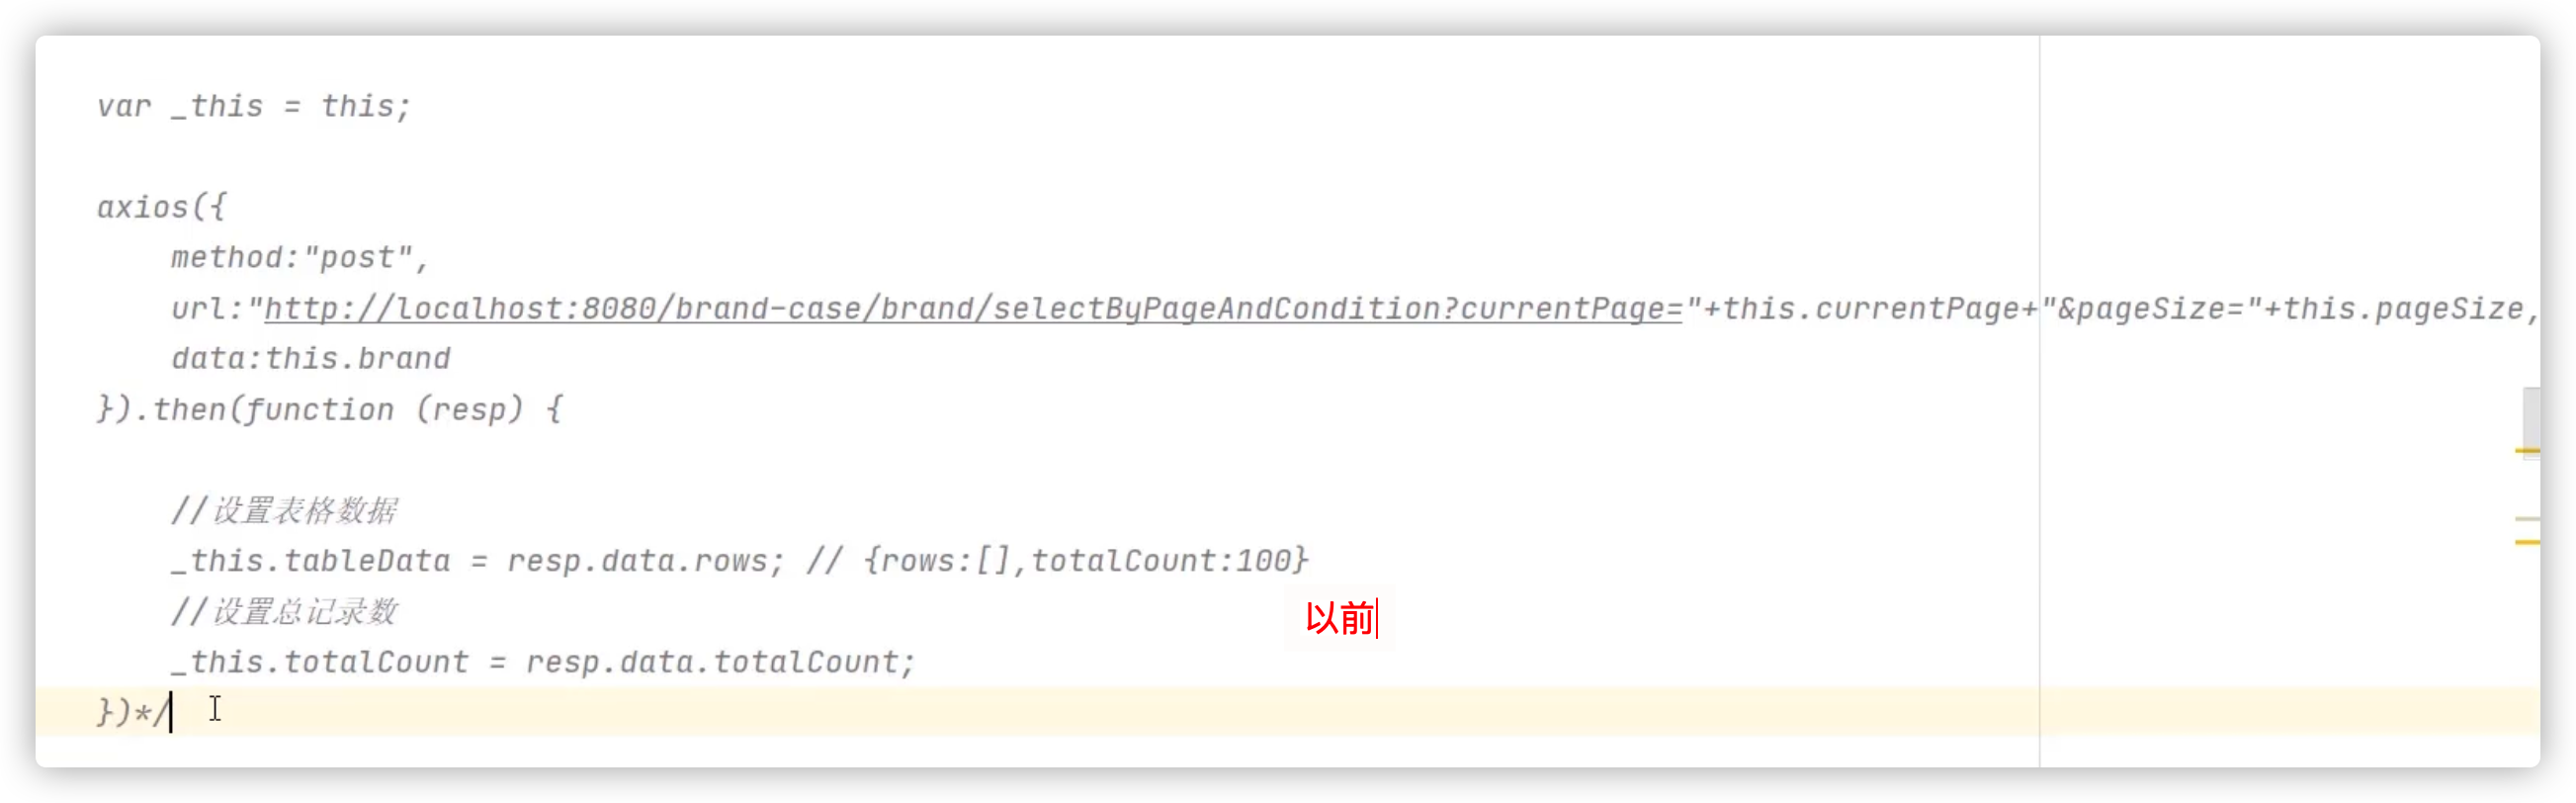 var _this = this;
axios({
method:"post",
url:"http://localhost:8080/brand-case/brand/selectByPageAndCondition?currentPage="+this.currentPage+"&pageSize="+this.pageSize,
data:this.brand
}).then(function (resp) {
//设置表格数据
_this.tableData = resp.data.rows; // {rows:[],totalCount:100}
//设置总记录数
以前
_this.totalCount = resp.data.totalCount;
})*/